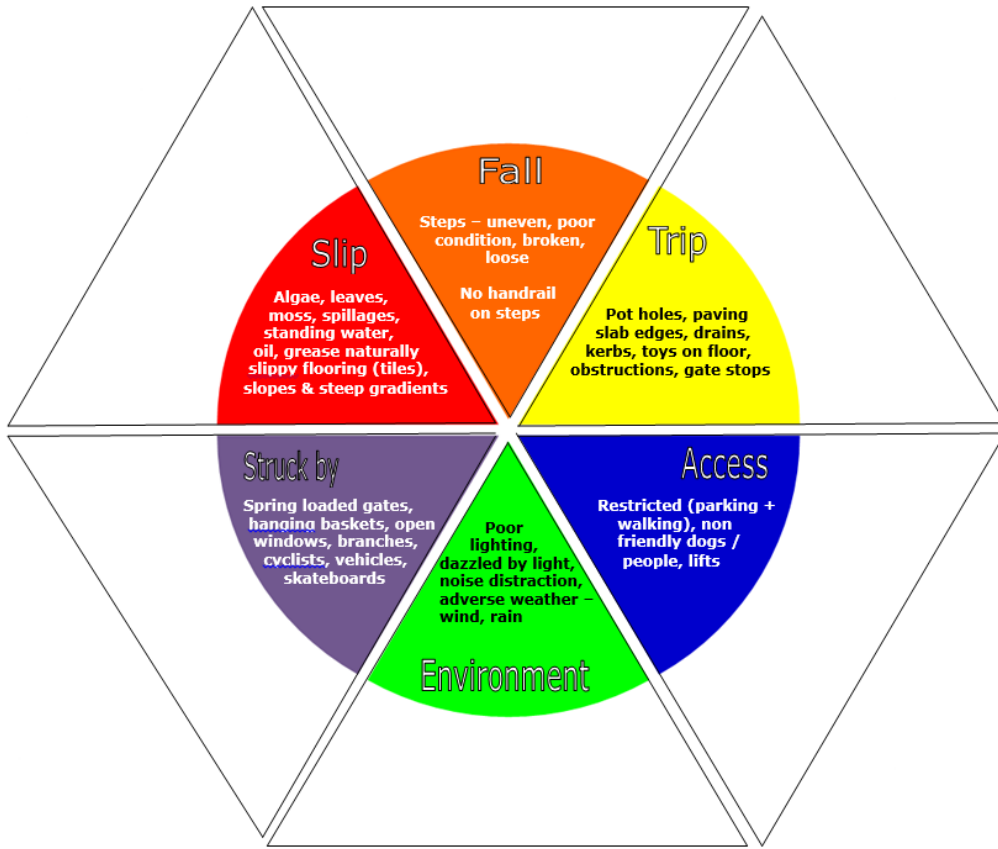 Fall
Steps – uneven, poor
condition, broken,
loose
No handrail
on steps
Slip
Algae, leaves,
moss, spillages,
standing water,
oil, grease naturally
slippy flooring (tiles),
slopes & steep gradients
Trip
Pot holes, paving
slab edges, drains,
kerbs, toys on floor,
obstructions, gate stops
Struck by
Spring loaded gates,
hanging baskets, open
windows, branches,
cyclists, vehicles,
skateboards
Poor
lighting,
dazzled by light,
noise distraction,
adverse weather –
wind, rain
Environment
Access
Restricted (parking +
walking), non
friendly dogs /
people, lifts